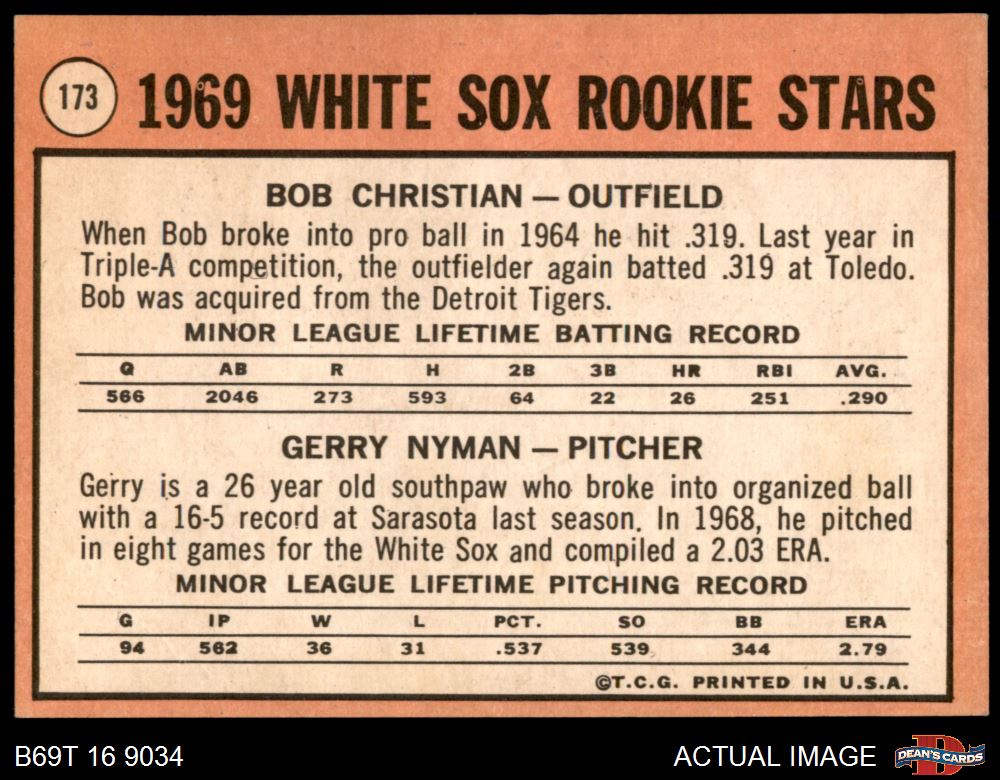 173
1969 WHITE SOX ROOKIE STARS
BOB CHRISTIAN — OUTFIELD
When Bob broke into pro ball in 1964 he hit .319. Last year in
Triple-A competition, the outfielder again batted .319 at Toledo.
Bob was acquired from the Detroit Tigers.
MINOR LEAGUE LIFETIME BATTING RECORD
G AB R H 2B 3B HR RBI AVG.
566 2046 273 593 64 22 26 251 .290
GERRY NYMAN — PITCHER
Gerry is a 26 year old southpaw who broke into organized ball
with a 16-5 record at Sarasota last season. In 1968, he pitched
in eight games for the White Sox and compiled a 2.03 ERA.
MINOR LEAGUE LIFETIME PITCHING RECORD
G IP W L PCT. SO BB ERA
94 562 36 31 .537 539 344 2.79
©T.C.G. PRINTED IN U.S.A.
B69T 16 9034
ACTUAL IMAGE
D
DEAN'S CARDS